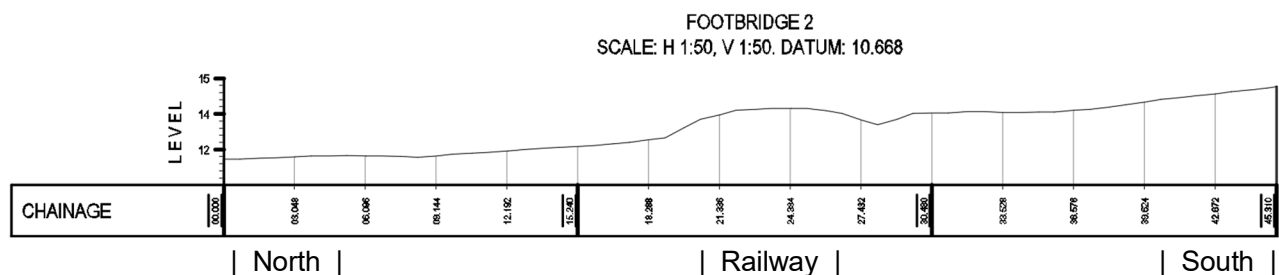 FOOTBRIDGE 2
SCALE: H 1:50, V 1:50. DATUM: 10.668
15
14
12
LEVEL
CHAINAGE
00.000
03.048
06.096
09.144
12.192
15.240
18.288
21.336
24.384
27.432
30.480
33.528
36.576
39.624
42.672
45.310
| North |
| Railway |
| South |